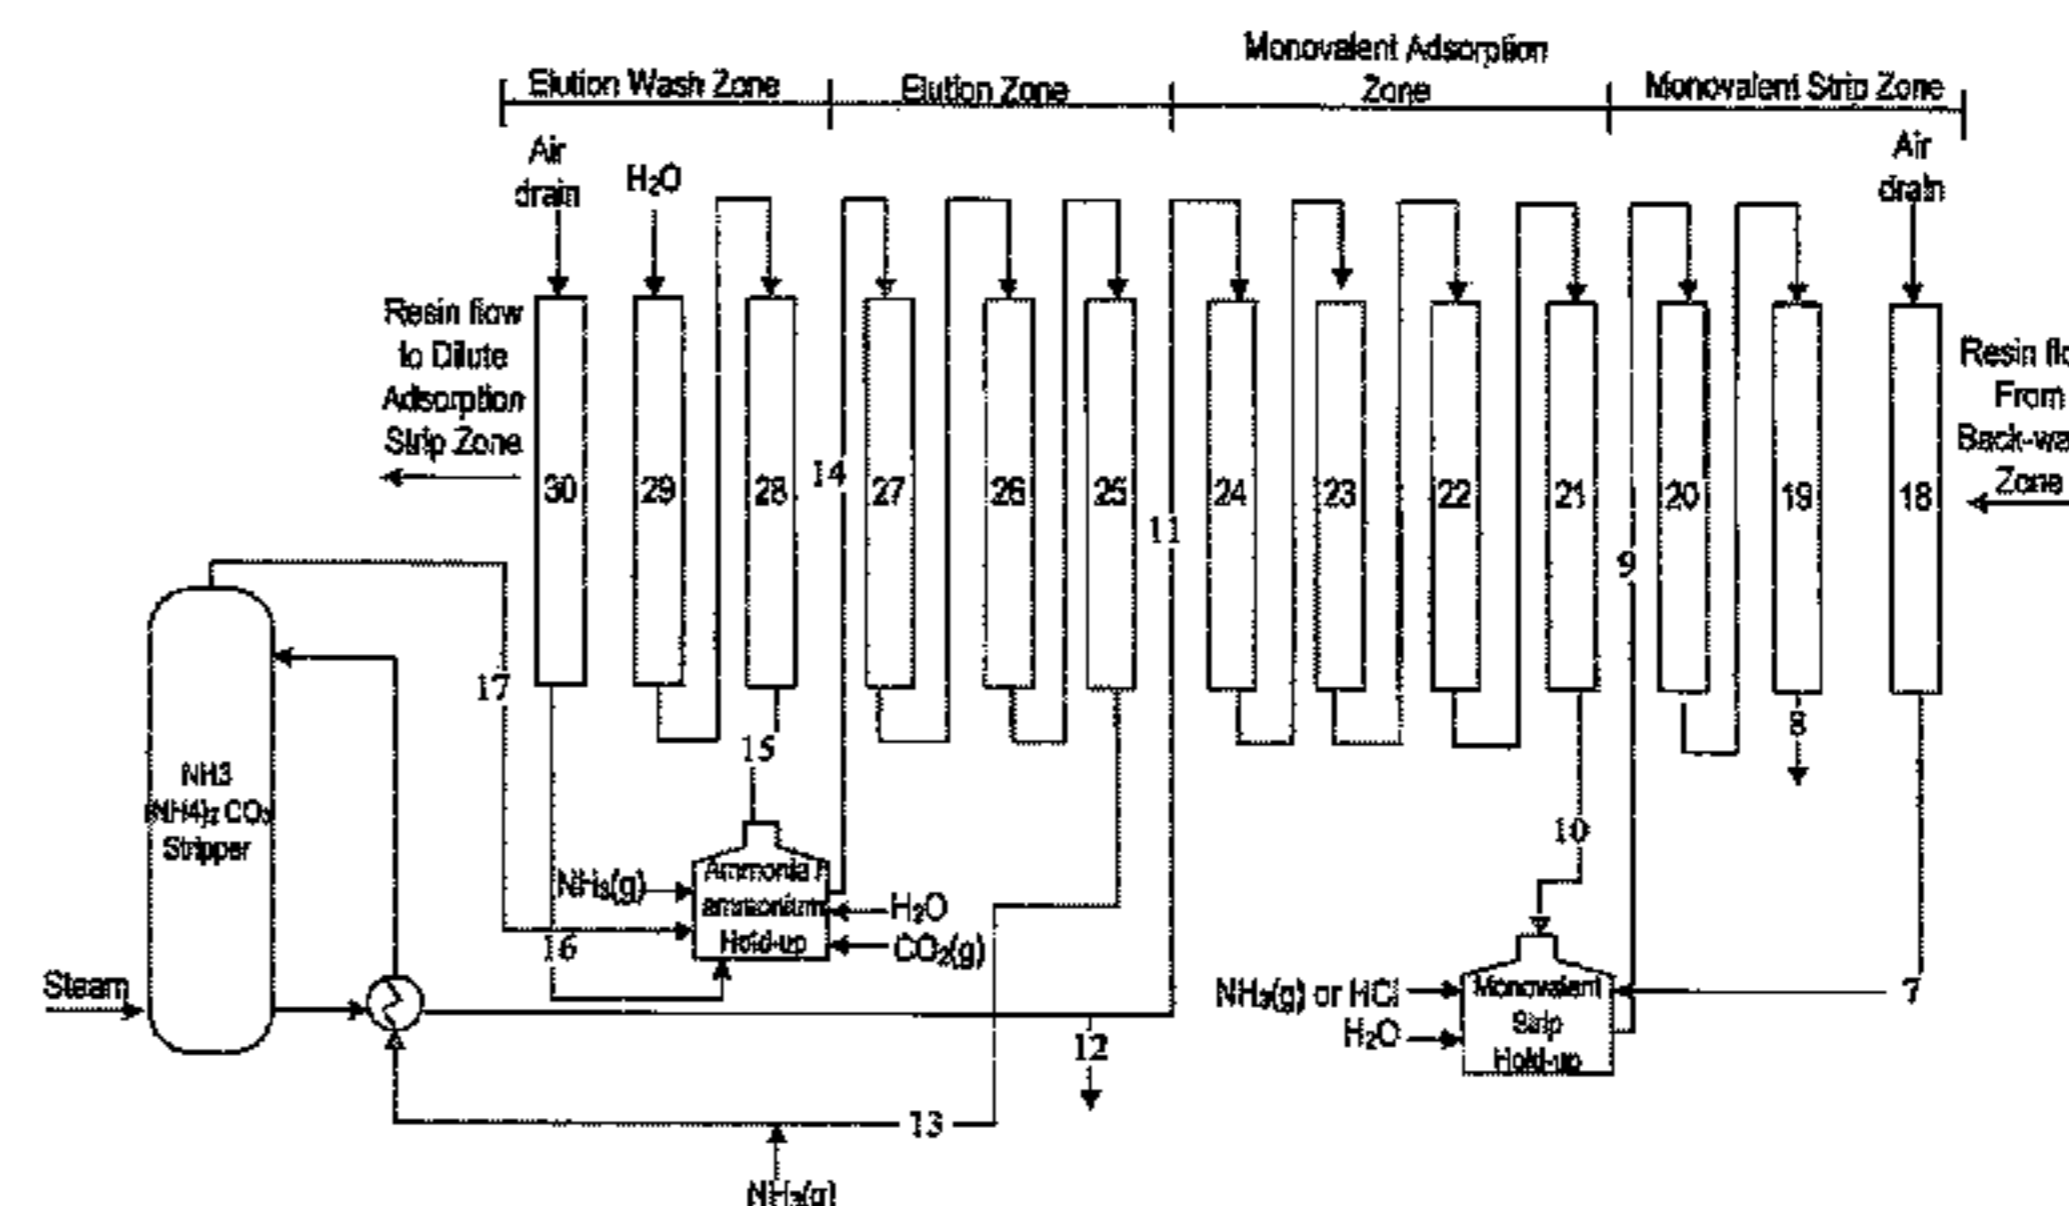 Monovalent Adsorption
Elution Wash Zone
Elution Zone
Zone
Monovalent Strip Zone
Air
drain
H₂O
Air
drain
Resin flow
to Dilute
Adsorption
Strip Zone
Resin flo
From
Back-wa
Zone
30
29
28
14
27
26
25
11
24
23
22
21
9
20
19
18
17
15
8
NH3
(NH4)₂ CO₃
Stripper
10
NH₃(g)
Ammonia /
ammonium
Hold-up
H₂O
CO₂(g)
16
Steam
NH₃(g) or HCl
H₂O
Monovalent
Strip
Hold-up
7
12
13
NH₃(g)